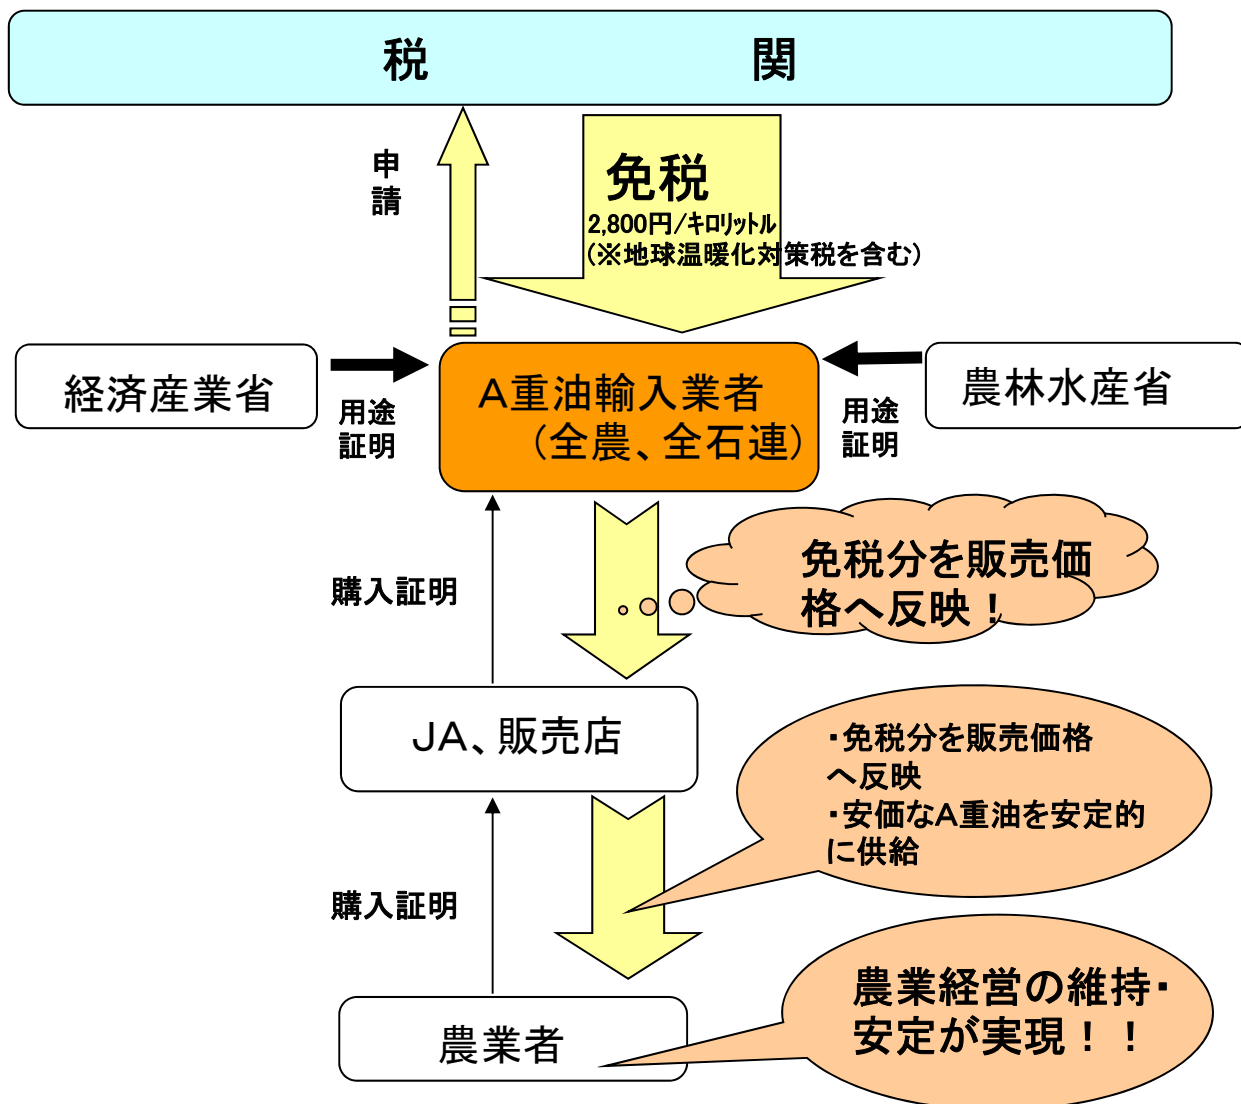 税　　　　　　　関
申
請
免税
2,800円/ｷﾛﾘｯﾄﾙ
(※地球温暖化対策税を含む)
経済産業省
用途
証明
A重油輸入業者
(全農、全石連)
用途
証明
農林水産省
購入証明
免税分を販売価
格へ反映！
JA、販売店
・免税分を販売価格
へ反映
・安価なA重油を安定的
に供給
購入証明
農業者
農業経営の維持・
安定が実現！！